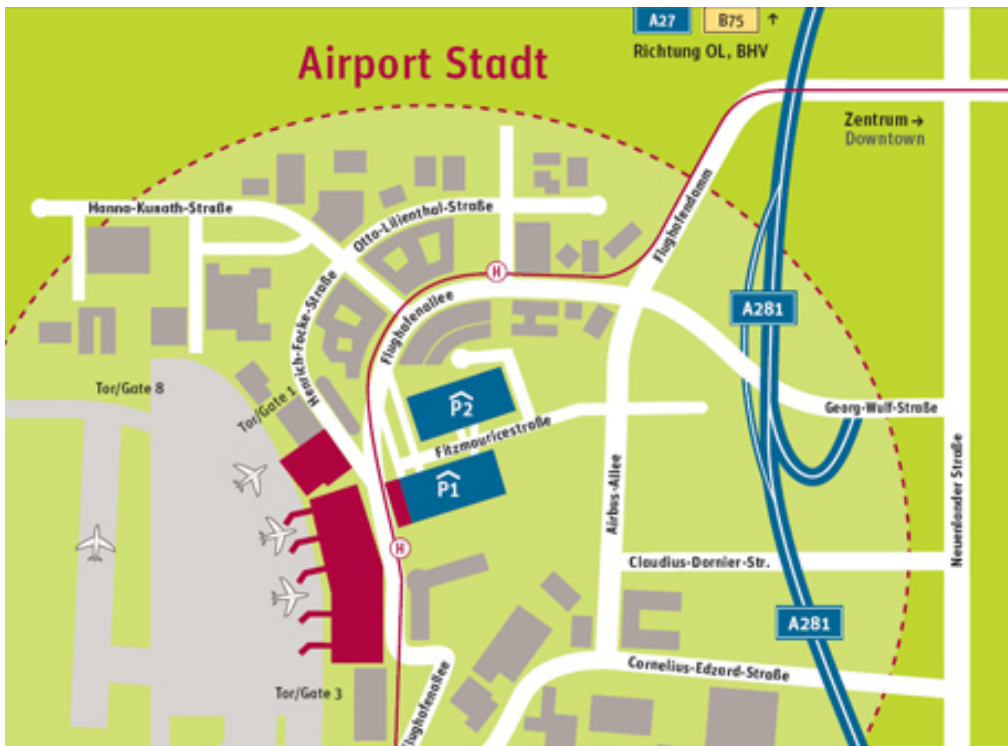 A27
B75
↑
Richtung OL, BHV
Airport Stadt
Zentrum →
Downtown
Hanna-Kunath-Straße
Otto-Lilienthal-Straße
Flughafendamm
H
Henrich-Focke-Straße
Flughafenallee
A281
Tor/Gate 8
Tor/Gate 1
P2
Georg-Wulf-Straße
Fitzmauricestraße
P1
Airbus-Allee
Neuenlander Straße
H
Claudius-Dornier-Str.
A281
Cornelius-Edzard-Straße
Tor/Gate 3
Flughafenallee